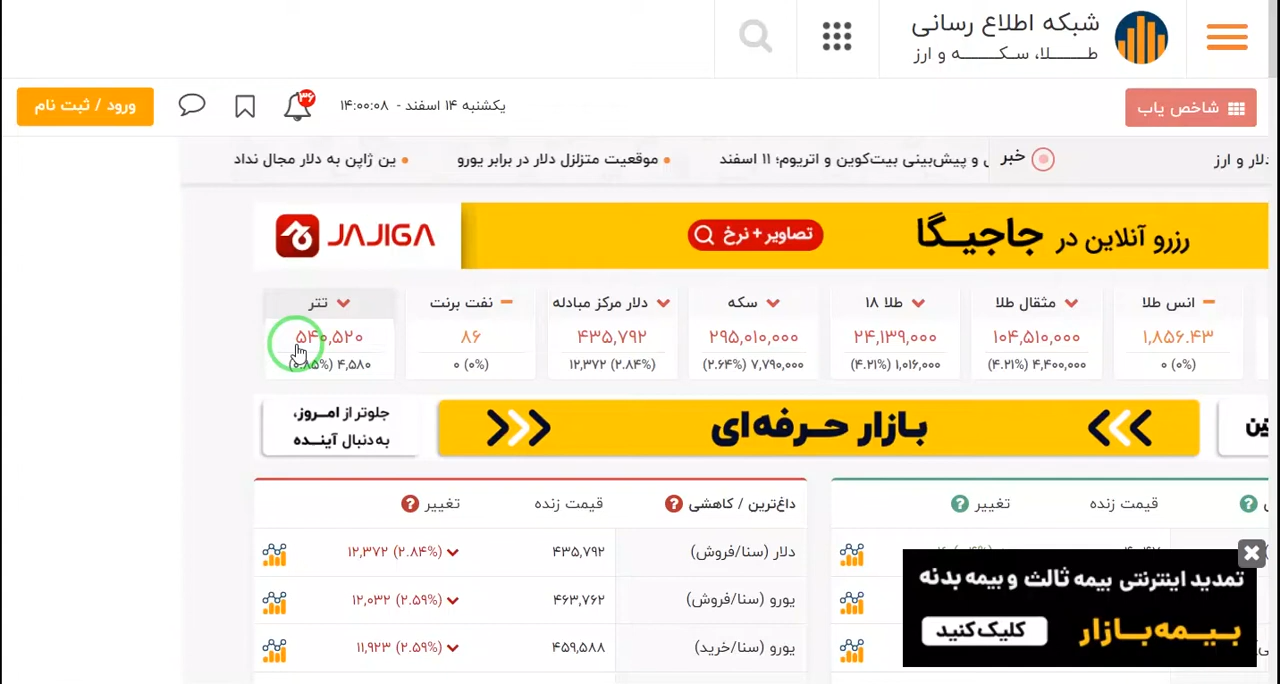 شبکه اطلاع رسانی
طلا، سکه و ارز
شاخص یاب
یکشنبه ۱۴ اسفند - ۱۴:۰۰:۰۸
۳۶
ورود / ثبت نام
دلار و ارز
خبر
و پیش‌بینی بیت‌کوین و اتریوم؛ ۱۱ اسفند
موقعیت متزلزل دلار در برابر یورو
ین ژاپن به دلار مجال نداد
رزرو آنلاین در جاجیگا
تصاویر + نرخ
JAJIGA
انس طلا
۱,۸۵۶.۴۳
۰ (۰%)
مثقال طلا
۱۰۴,۵۱۰,۰۰۰
(۴.۲۱%) ۴,۴۰۰,۰۰۰
طلا ۱۸
۲۴,۱۳۹,۰۰۰
(۴.۲۱%) ۱,۰۱۶,۰۰۰
سکه
۲۹۵,۰۱۰,۰۰۰
(۲.۶۴%) ۷,۷۹۰,۰۰۰
دلار مرکز مبادله
۴۳۵,۷۹۲
۱۲,۳۷۲ (۲.۸۴%)
نفت برنت
۸۶
۰ (۰%)
تتر
۵۴۰,۵۲۰
(۰.۸۵%) ۴,۵۸۰
بازار حرفه‌ای
جلوتر از امروز،
به‌دنبال آینده
تغییر
قیمت زنده
داغ‌ترین / کاهشی
قیمت زنده
تغییر
دلار (سنا/فروش)
۴۳۵,۷۹۲
۱۲,۳۷۲ (۲.۸۴%)
یورو (سنا/فروش)
۴۶۳,۷۶۲
۱۲,۰۳۲ (۲.۵۹%)
یورو (سنا/خرید)
۴۵۹,۵۸۸
۱۱,۹۲۳ (۲.۵۹%)
تمدید اینترنتی بیمه ثالث و بیمه بدنه
بیمه‌بازار
کلیک کنید